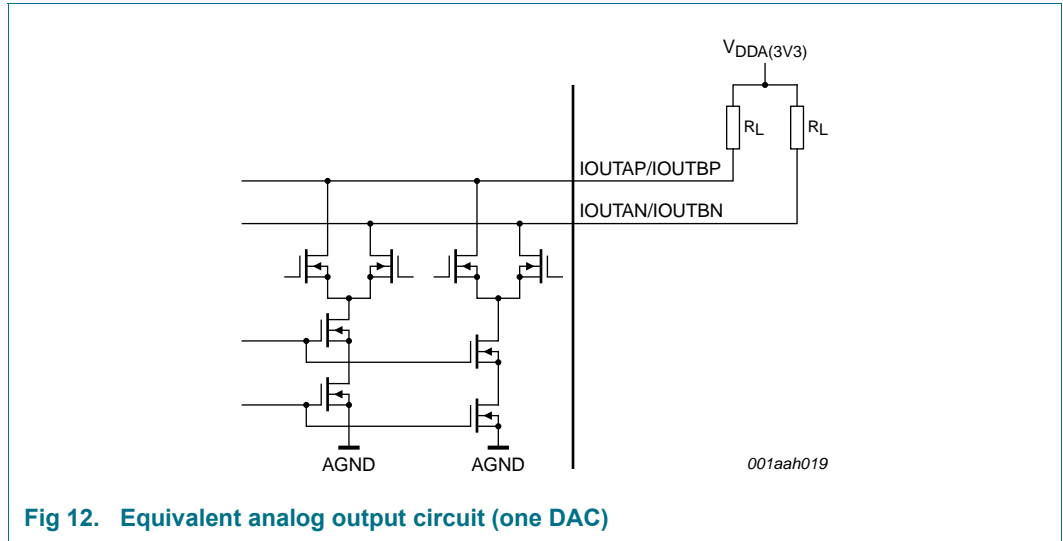 VDDA(3V3)
RL RL
IOUTAP/IOUTBP
IOUTAN/IOUTBN
AGND AGND
001aah019
Fig 12. Equivalent analog output circuit (one DAC)